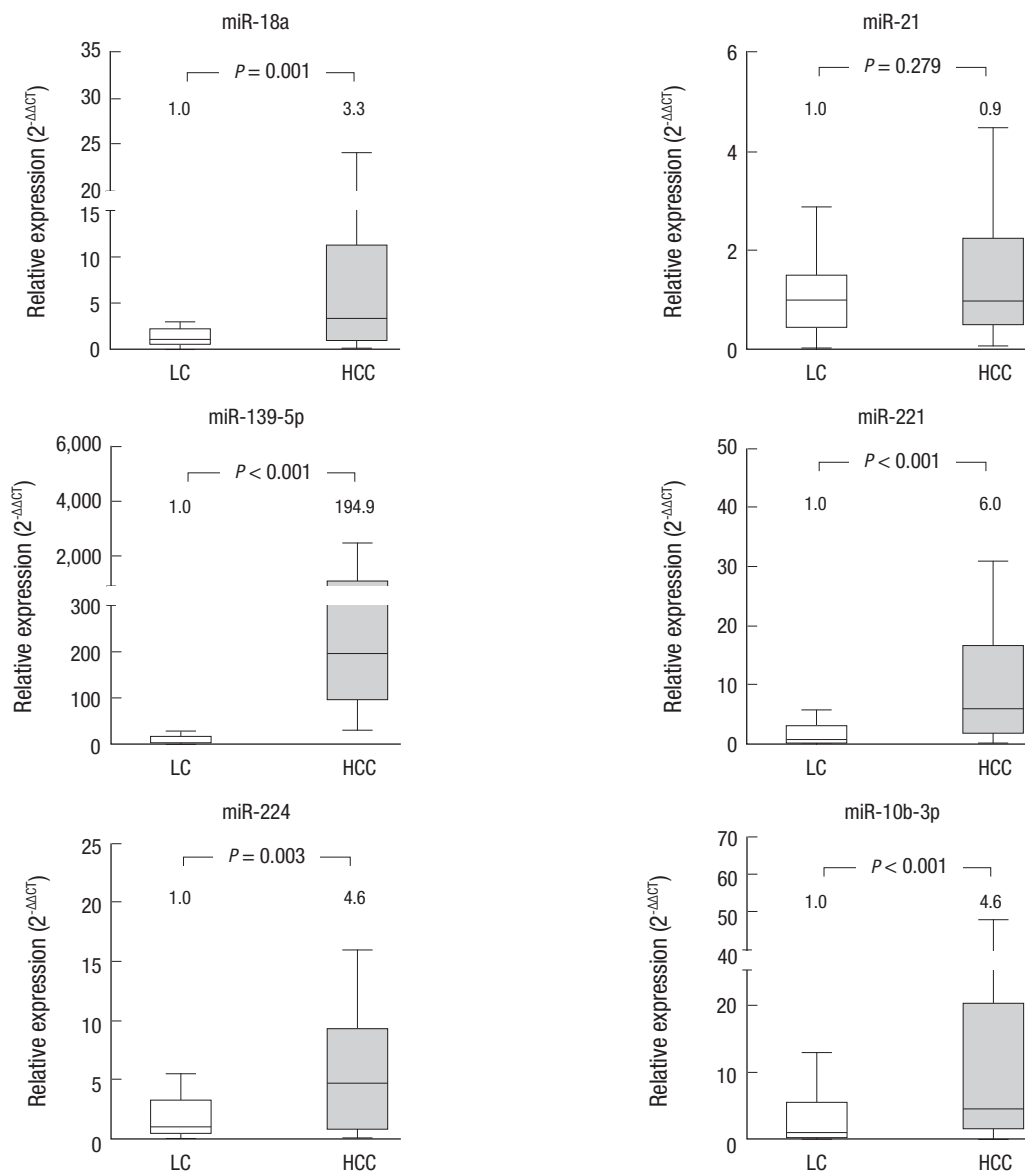 miR-18a
Relative expression (2-ΔΔCT)
35
30
25
20
15
10
5
0
P = 0.001
1.0 3.3
LC HCC
miR-21
Relative expression (2-ΔΔCT)
6
4
2
0
P = 0.279
1.0 0.9
LC HCC
miR-139-5p
Relative expression (2-ΔΔCT)
6,000
4,000
2,000
300
200
100
0
P < 0.001
1.0 194.9
LC HCC
miR-221
Relative expression (2-ΔΔCT)
50
40
30
20
10
0
P < 0.001
1.0 6.0
LC HCC
miR-224
Relative expression (2-ΔΔCT)
25
20
15
10
5
0
P = 0.003
1.0 4.6
LC HCC
miR-10b-3p
Relative expression (2-ΔΔCT)
70
60
50
40
20
10
0
P < 0.001
1.0 4.6
LC HCC